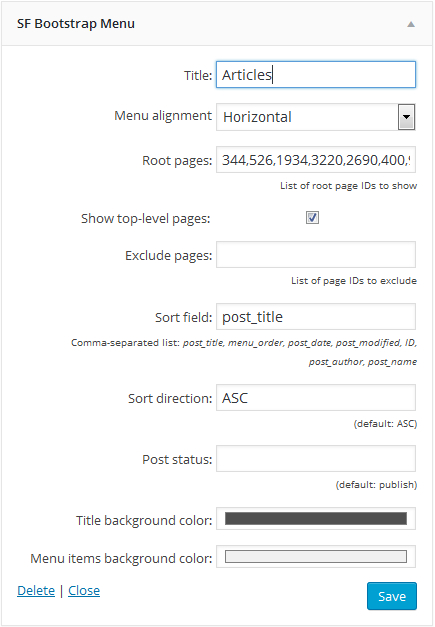 SF Bootstrap Menu
Title: Articles
Menu alignment Horizontal
Root pages: 344,526,1934,3220,2690,400,
List of root page IDs to show
Show top-level pages:
Exclude pages:
List of page IDs to exclude
Sort field: post_title
Comma-separated list: post_title, menu_order, post_date, post_modified, ID,
post_author, post_name
Sort direction: ASC
(default: ASC)
Post status:
(default: publish)
Title background color:
Menu items background color:
Delete | Close Save